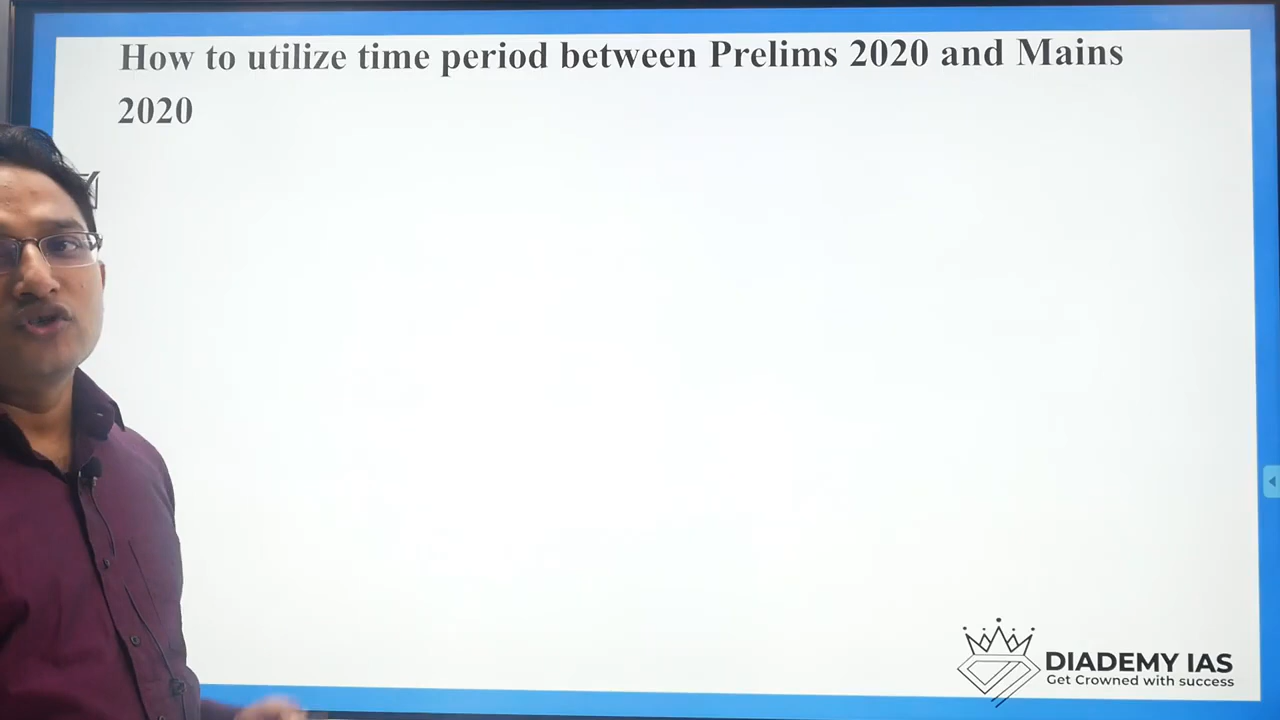 How to utilize time period between Prelims 2020 and Mains
2020
DIADEMY IAS
Get Crowned with success